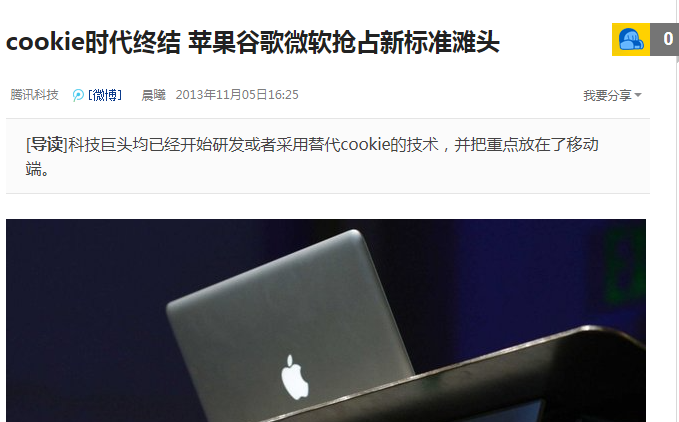 cookie时代终结 苹果谷歌微软抢占新标准滩头
0
腾讯科技 [微博] 晨曦 2013年11月05日16:25 我要分享
[导读]科技巨头均已经开始研发或者采用替代cookie的技术，并把重点放在了移动
端。